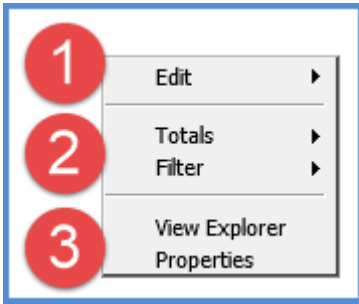 1
Edit
2
Totals
Filter
3
View Explorer
Properties